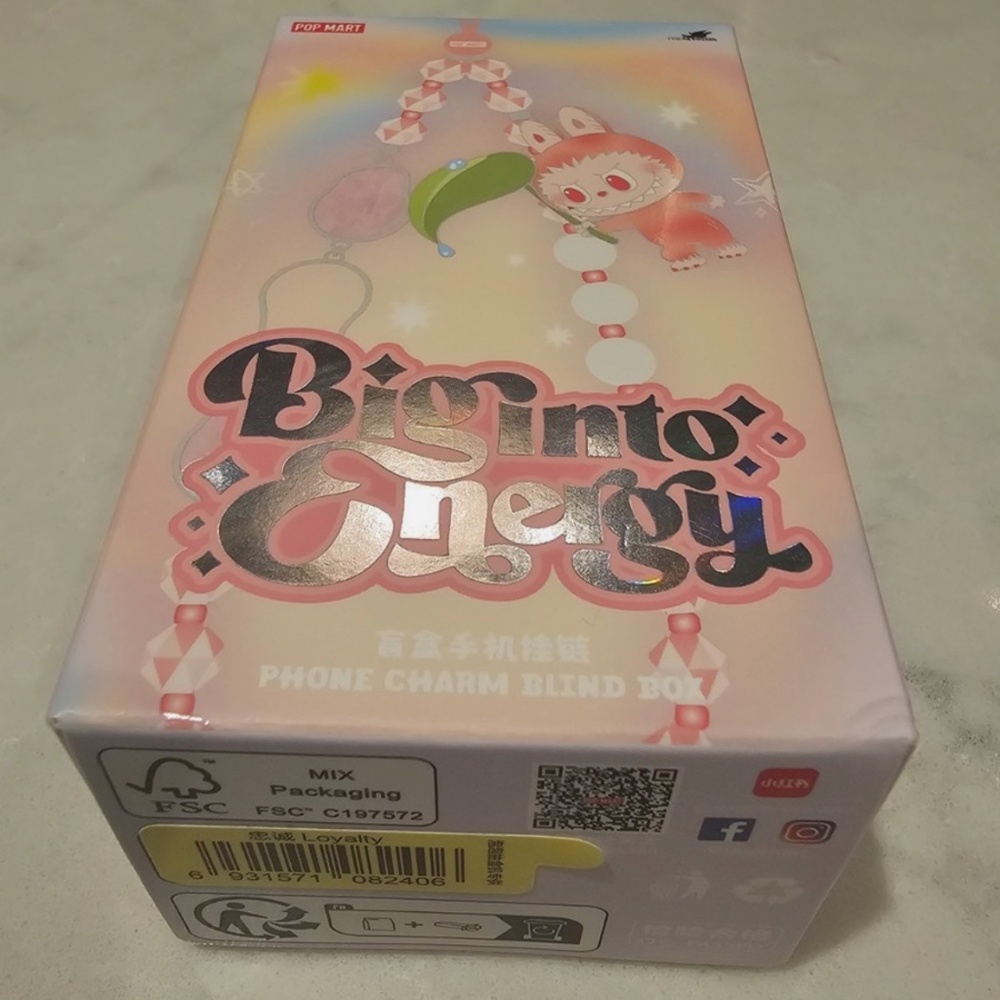 POP MART
Big into
Energy
盲盒手机挂链
PHONE CHARM BLIND BOX
MIX
Packaging
FSC
FSC™ C197572
小红书
忠诚 Loyalty
6 931571 082406
FR